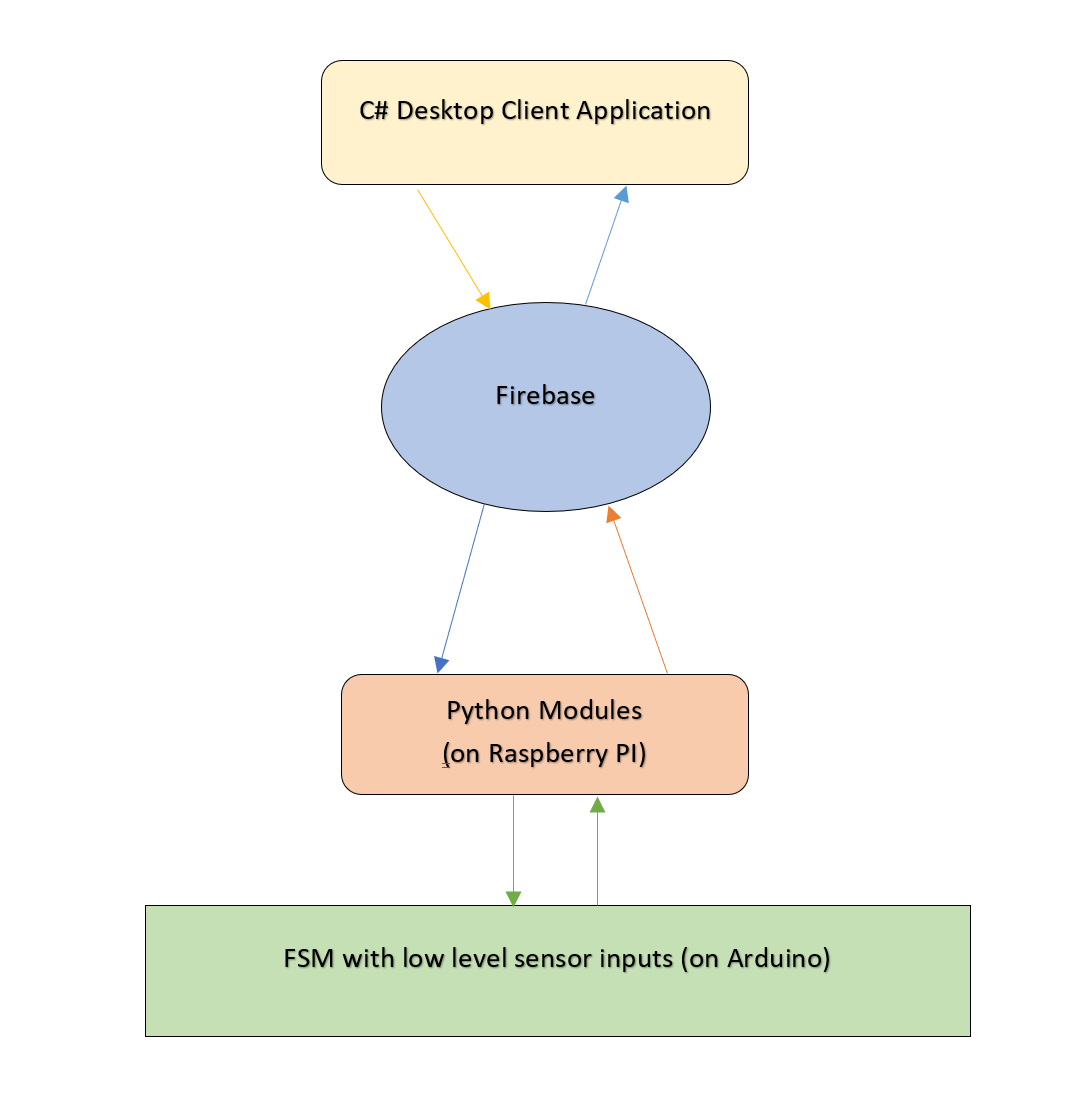 C# Desktop Client Application
Firebase
Python Modules
(on Raspberry PI)
FSM with low level sensor inputs (on Arduino)